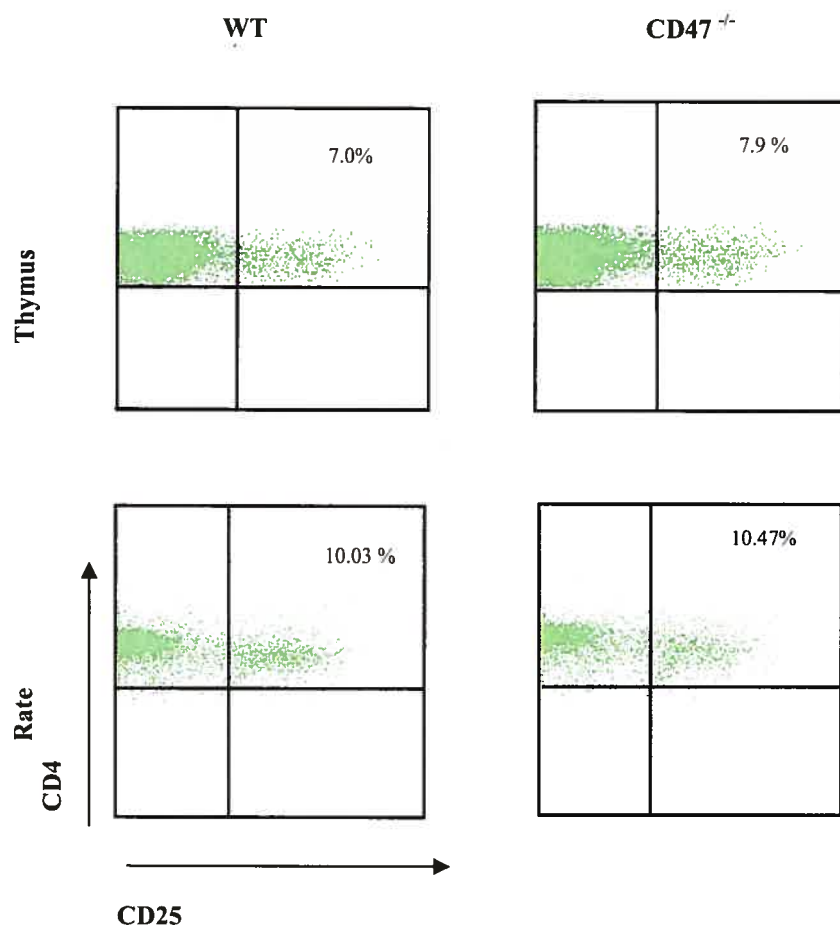 WT
CD47 -/-
Thymus
7.0%
7.9 %
Rate
10.03 %
10.47%
CD4
CD25